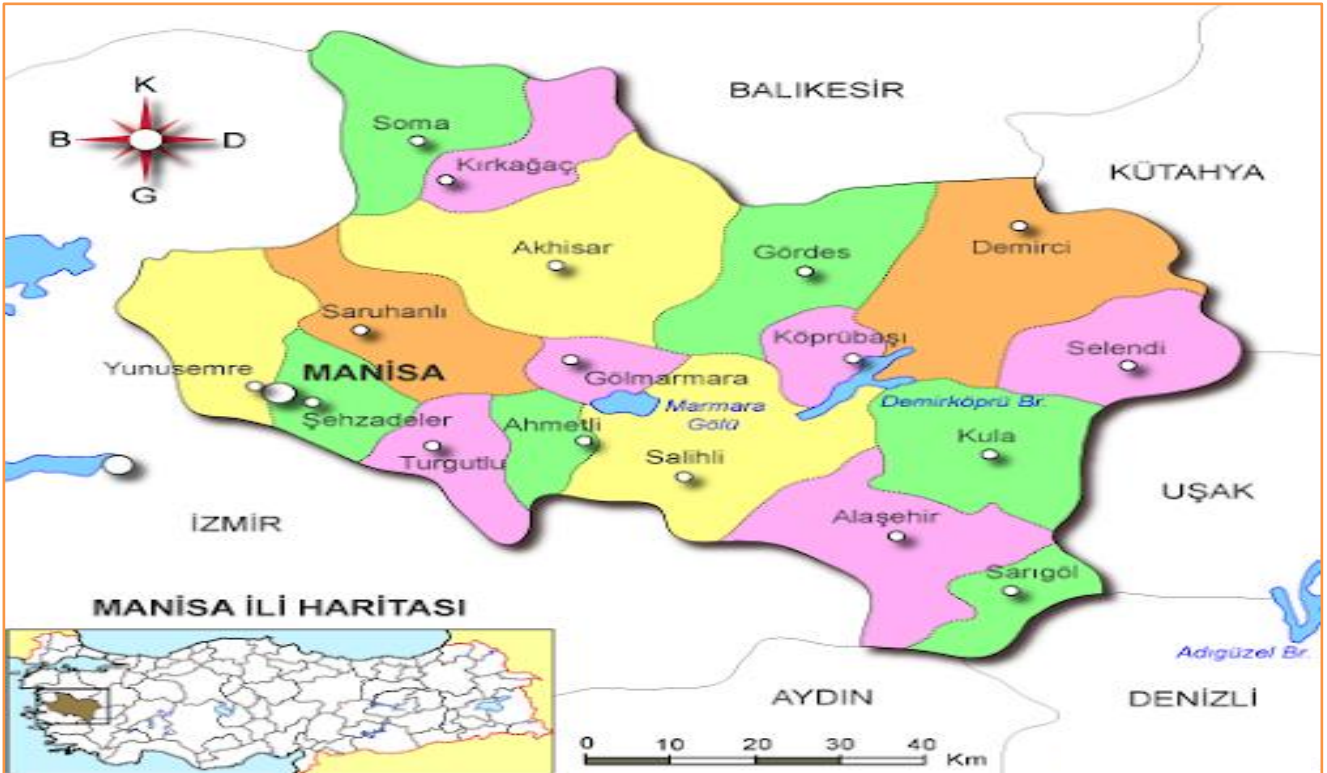 K
B
D
G
BALIKESİR
KÜTAHYA
Soma
Kırkağaç
Akhisar
Gördes
Demirci
Saruhanlı
Köprübaşı
Selendi
Yunusemre
MANİSA
Gölmarmara
Şehzadeler
Ahmetli
Marmara
Gölü
Demirköprü Br.
Turgutlu
Salihli
Kula
UŞAK
İZMİR
Alaşehir
Sarıgöl
MANİSA İLİ HARİTASI
Adıgüzel Br.
AYDIN
DENİZLİ
0 10 20 30 40
Km